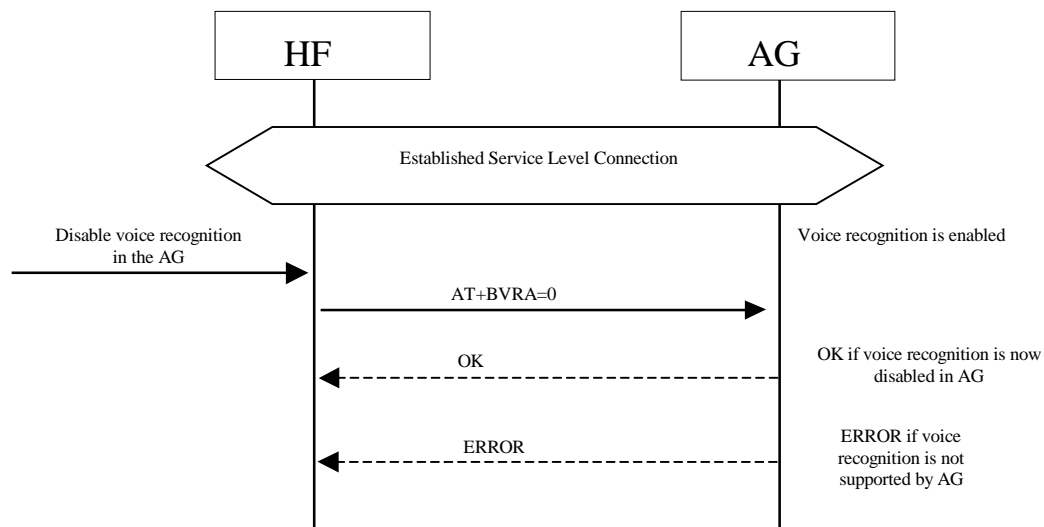 HF
AG
Established Service Level Connection
Disable voice recognition
in the AG
Voice recognition is enabled
AT+BVRA=0
OK
OK if voice recognition is now
disabled in AG
ERROR
ERROR if voice
recognition is not
supported by AG